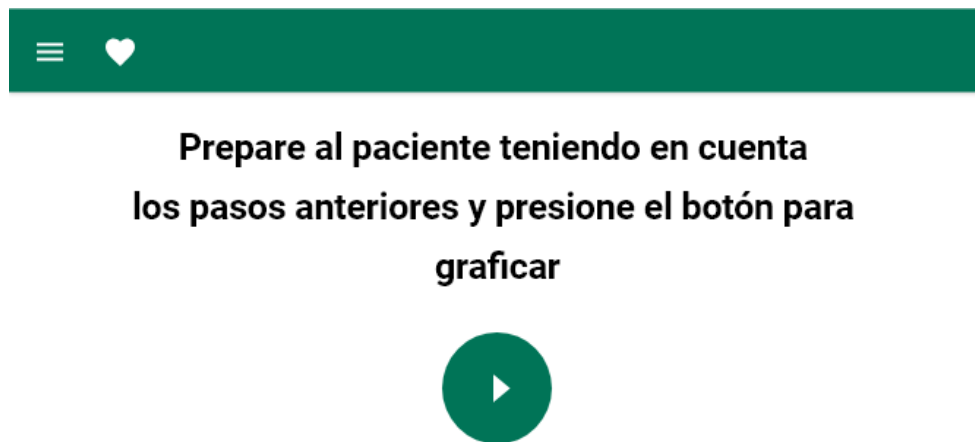 Prepare al paciente teniendo en cuenta
los pasos anteriores y presione el botón para
graficar